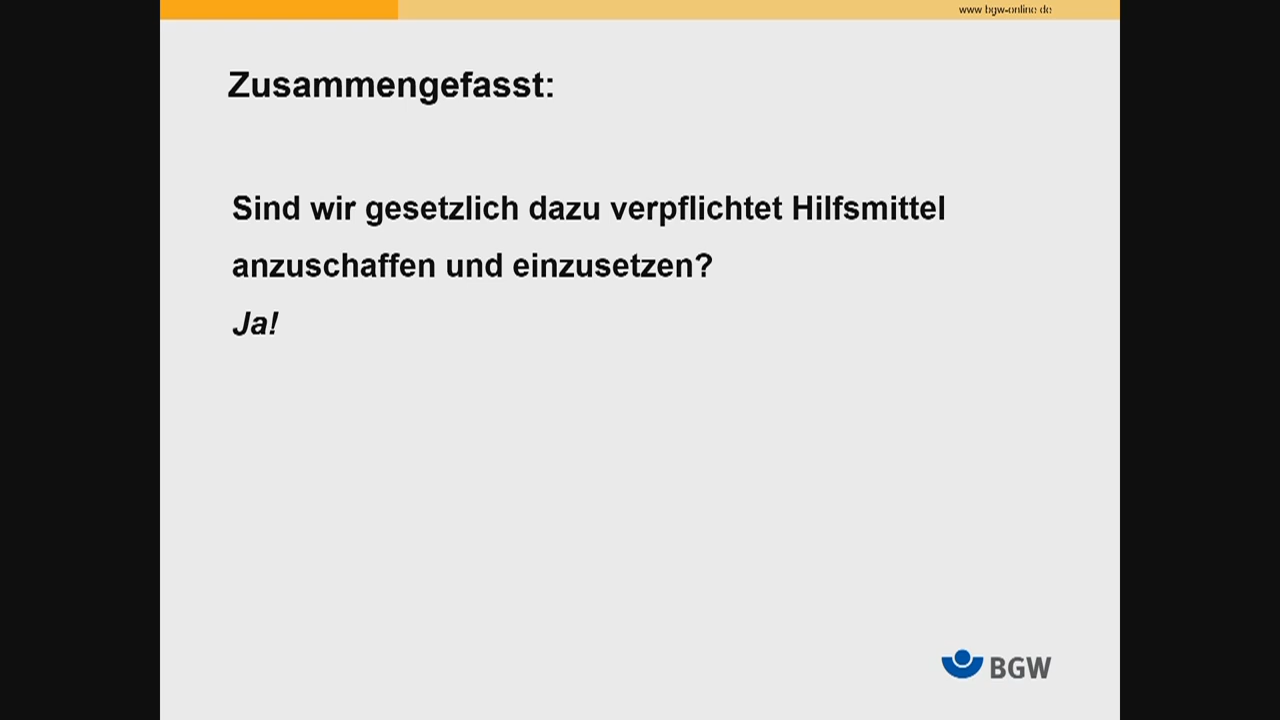 www.bgw-online.de
Zusammengefasst:
Sind wir gesetzlich dazu verpflichtet Hilfsmittel
anzuschaffen und einzusetzen?
Ja!
BGW